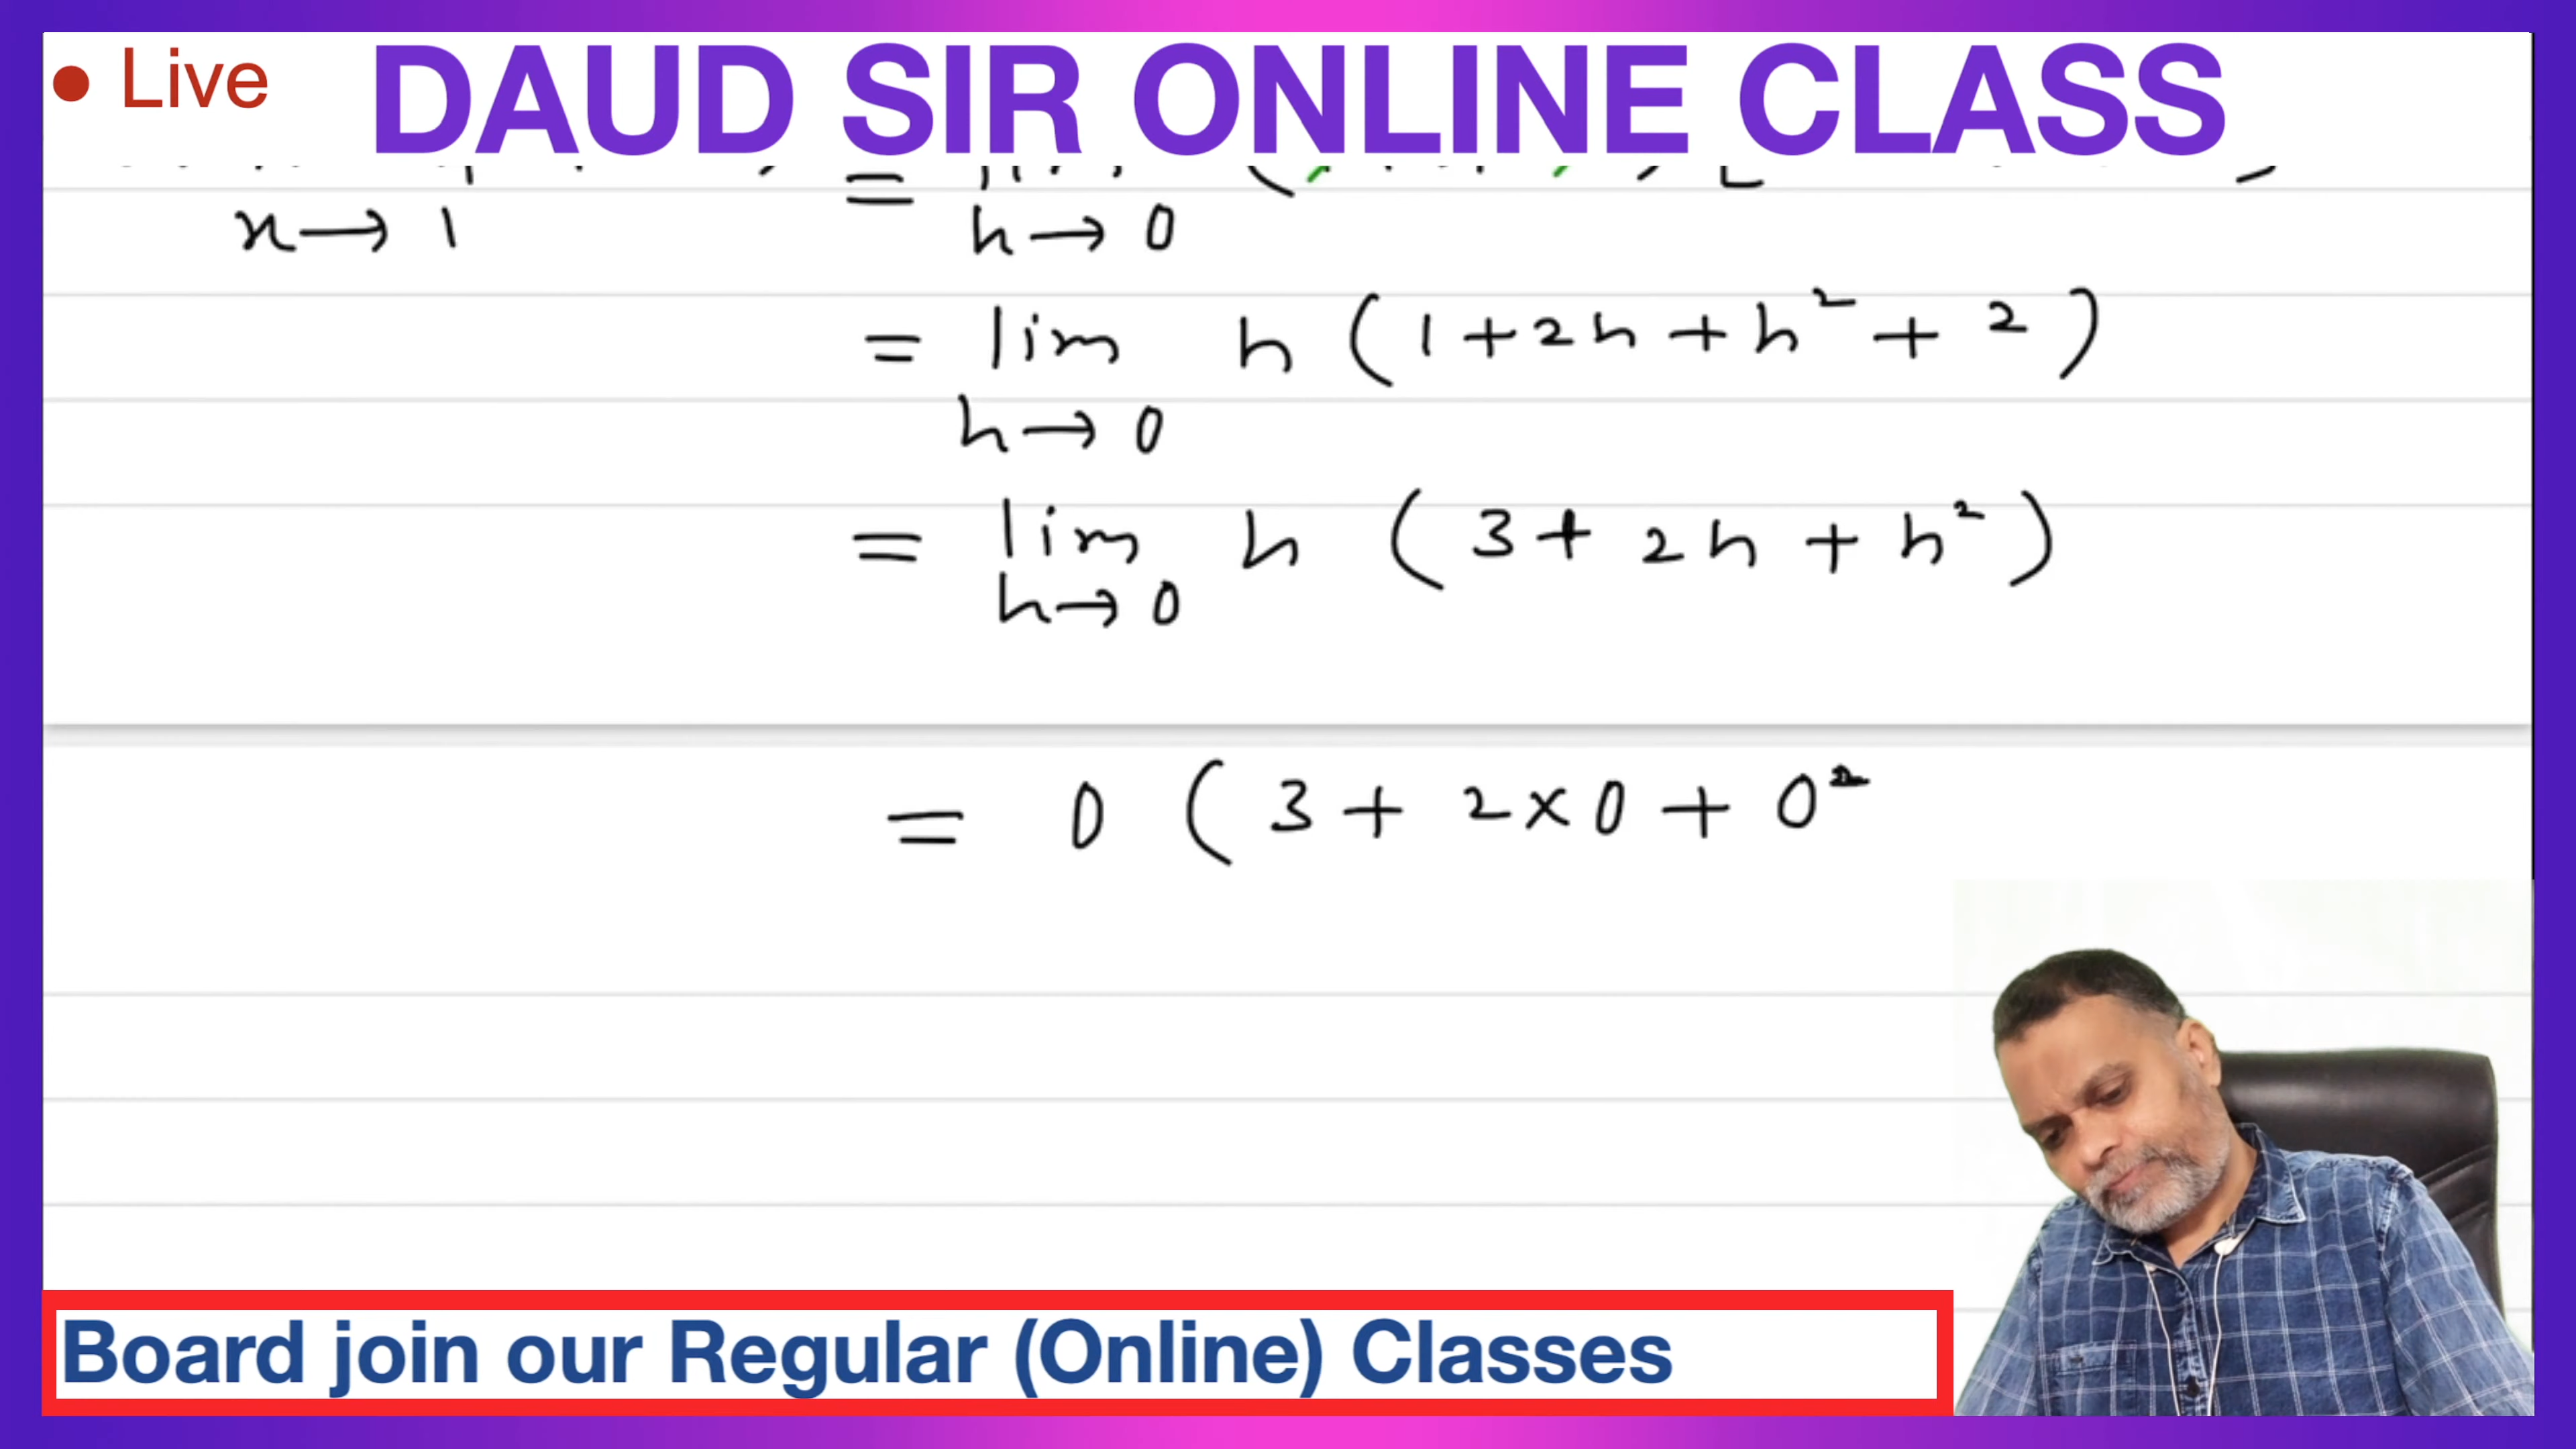 • Live DAUD SIR ONLINE CLASS
x → 1 = h → 0
= lim h (1 + 2h + h² + 2)
h → 0
= lim h (3 + 2h + h²)
h → 0
= 0 (3 + 2 × 0 + 0²
Board join our Regular (Online) Classes